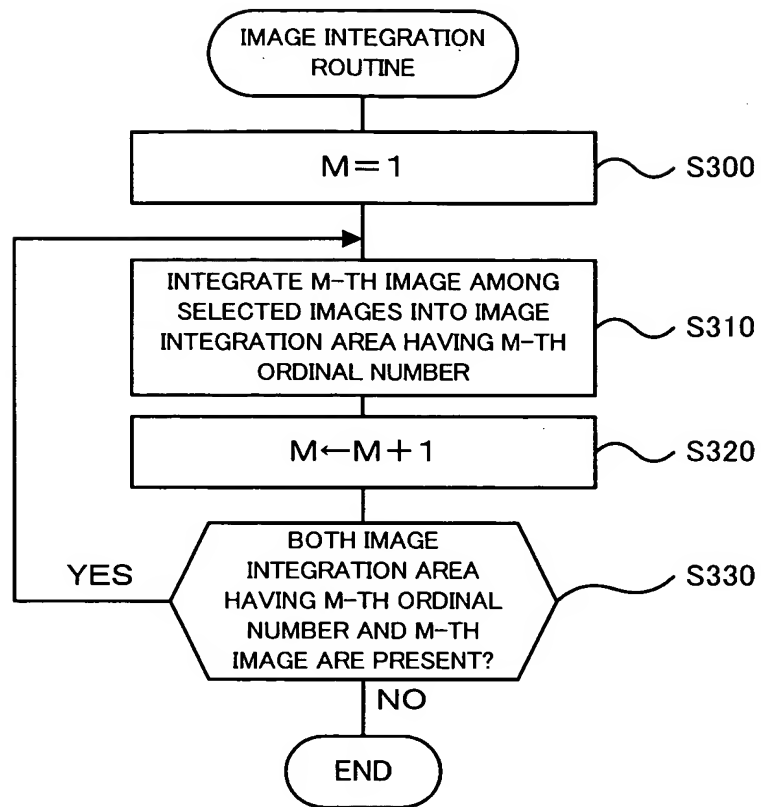 IMAGE INTEGRATION
ROUTINE
M=1
S300
INTEGRATE M-TH IMAGE AMONG
SELECTED IMAGES INTO IMAGE
INTEGRATION AREA HAVING M-TH
ORDINAL NUMBER
S310
M←M+1
S320
BOTH IMAGE
INTEGRATION AREA
HAVING M-TH ORDINAL
NUMBER AND M-TH
IMAGE ARE PRESENT?
YES
S330
NO
END